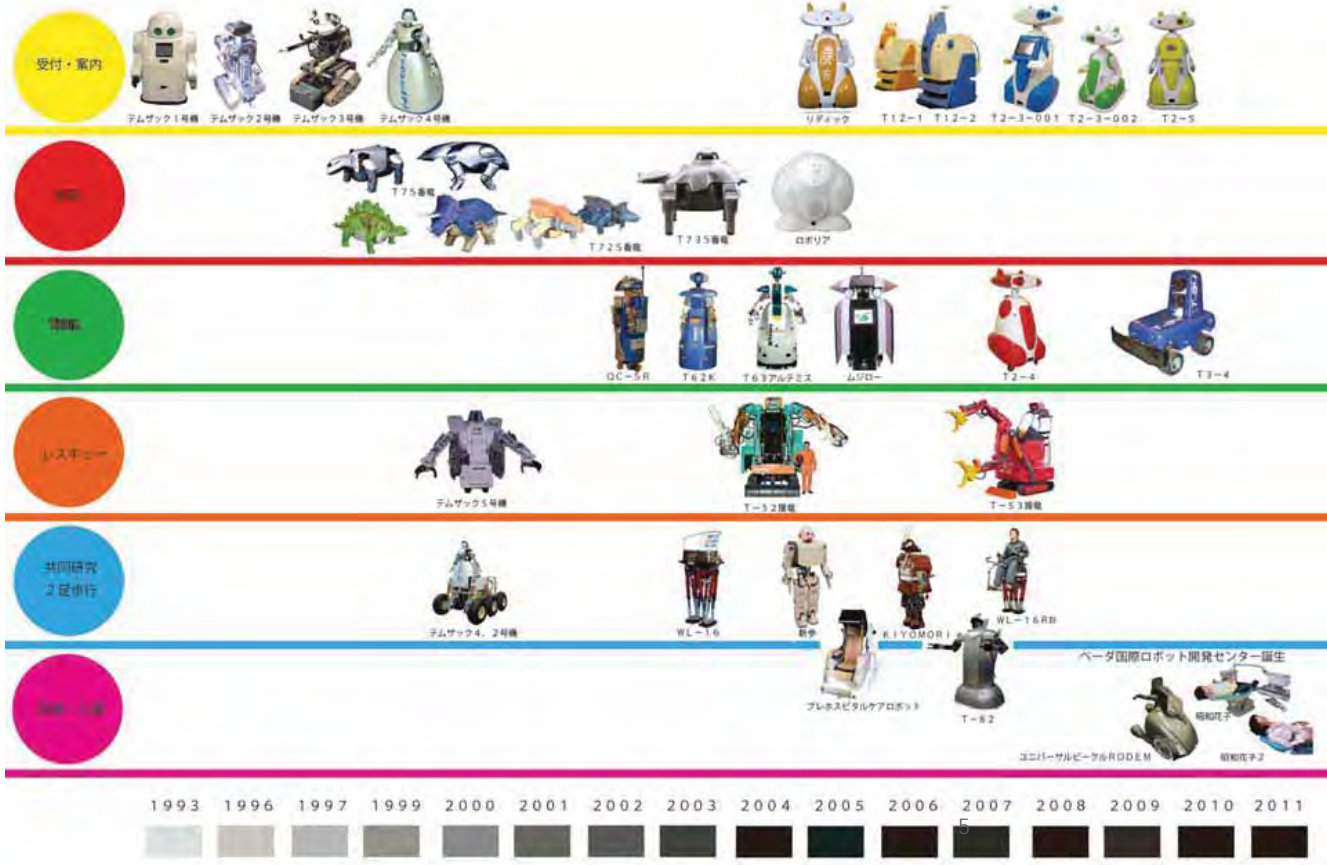 受付・案内
テムザック1号機
テムザック2号機
テムザック3号機
テムザック4号機
リディック
T12-1
T12-2
T2-3-001
T2-3-002
T2-5
T75番竜
T72S番竜
T73S番竜
ロボリア
QC-SR
T62K
T63アルテミス
ムジロー
T2-4
T3-4
レスキュー
テムザック5号機
T-52援竜
T-53援竜
共同研究
2足歩行
テムザック4.2号機
WL-16
新歩
KIYOMORI
WL-16RⅢ
プレホスピタルケアロボット
T-82
ベーダ国際ロボット開発センター誕生
ユニバーサルビークルRODEM
昭和花子
昭和花子2
1993 1996 1997 1999 2000 2001 2002 2003 2004 2005 2006 2007 2008 2009 2010 2011
5